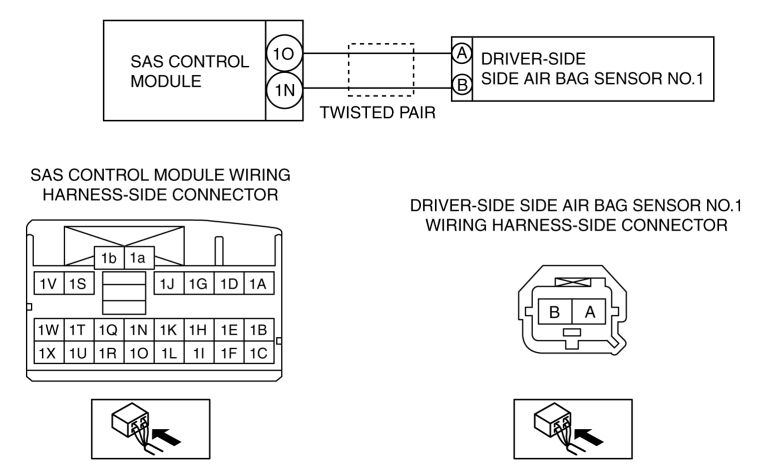 SAS CONTROL
MODULE
1O
1N
TWISTED PAIR
A
B
DRIVER-SIDE
SIDE AIR BAG SENSOR NO.1
SAS CONTROL MODULE WIRING
HARNESS-SIDE CONNECTOR
1b 1a
1V 1S 1J 1G 1D 1A
1W 1T 1Q 1N 1K 1H 1E 1B
1X 1U 1R 1O 1L 1I 1F 1C
DRIVER-SIDE SIDE AIR BAG SENSOR NO.1
WIRING HARNESS-SIDE CONNECTOR
B A